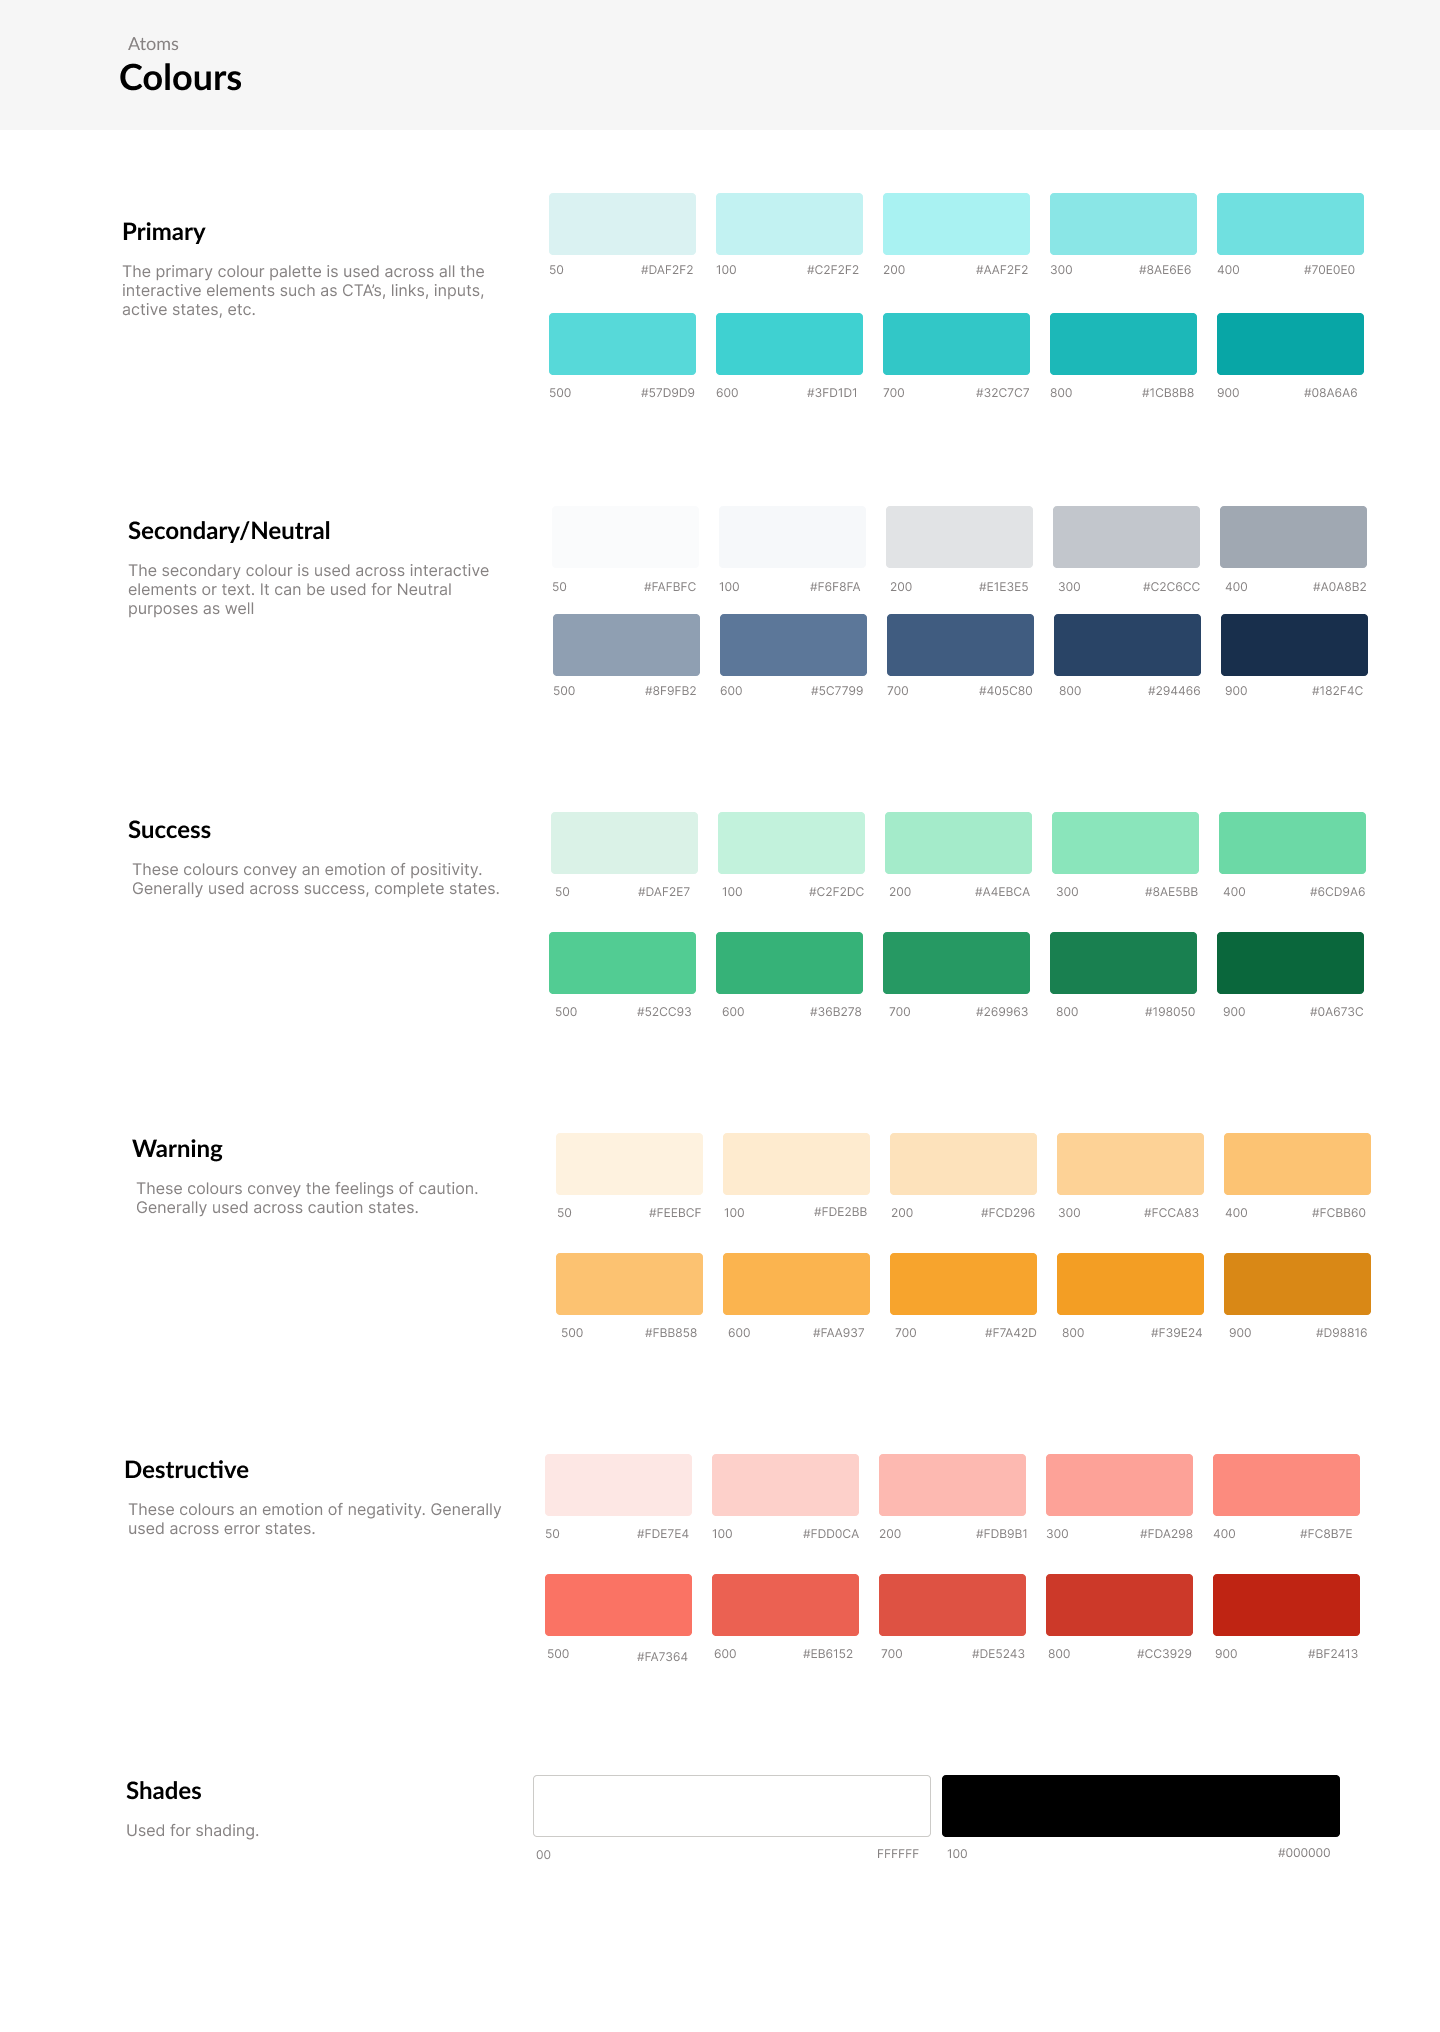 Atoms
Colours
Primary
The primary colour palette is used across all the
interactive elements such as CTA's, links, inputs,
active states, etc.
50 #DAF2F2 100 #C2F2F2 200 #AAF2F2 300 #8AE6E6 400 #70E0E0
500 #57D9D9 600 #3FD1D1 700 #32C7C7 800 #1CB8B8 900 #08A6A6
Secondary/Neutral
The secondary colour is used across interactive
elements or text. It can be used for Neutral
purposes as well
50 #FAFBFC 100 #F6F8FA 200 #E1E3E5 300 #C2C6CC 400 #A0A8B2
500 #8F9FB2 600 #5C7799 700 #405C80 800 #294466 900 #182F4C
Success
These colours convey an emotion of positivity.
Generally used across success, complete states.
50 #DAF2E7 100 #C2F2DC 200 #A4EBCA 300 #8AE5BB 400 #6CD9A6
500 #52CC93 600 #36B278 700 #269963 800 #198050 900 #0A673C
Warning
These colours convey the feelings of caution.
Generally used across caution states.
50 #FEEBCF 100 #FDE2BB 200 #FCD296 300 #FCCA83 400 #FCBB60
500 #FBB858 600 #FAA937 700 #F7A42D 800 #F39E24 900 #D98816
Destructive
These colours an emotion of negativity. Generally
used across error states.
50 #FDE7E4 100 #FDD0CA 200 #FDB9B1 300 #FDA298 400 #FC8B7E
500 #FA7364 600 #EB6152 700 #DE5243 800 #CC3929 900 #BF2413
Shades
Used for shading.
00 FFFFFF 100 #000000